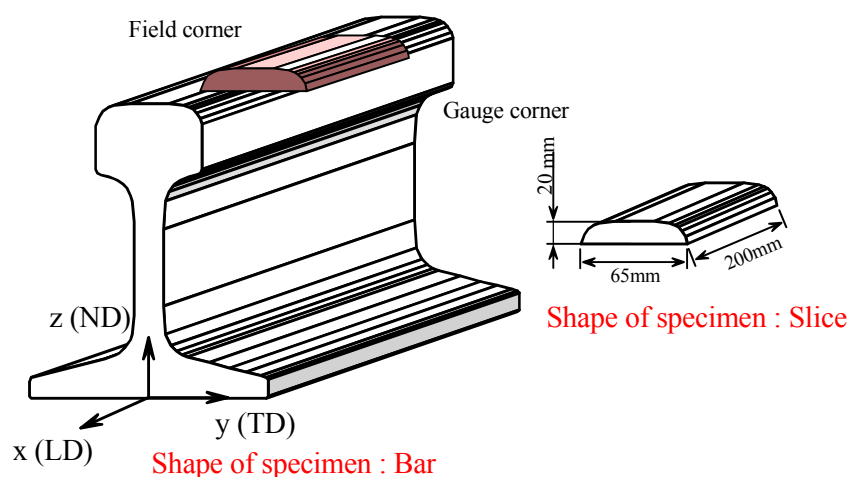 Field corner
Gauge corner
20 mm
65mm
200mm
Shape of specimen : Slice
z (ND)
y (TD)
x (LD)
Shape of specimen : Bar